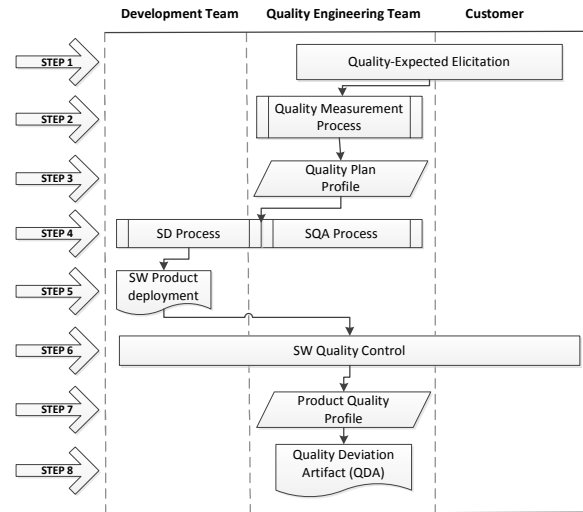 Development Team Quality Engineering Team Customer
STEP 1
Quality-Expected Elicitation
STEP 2
Quality Measurement
Process
STEP 3
Quality Plan
Profile
STEP 4
SD Process
SQA Process
STEP 5
SW Product
deployment
STEP 6
SW Quality Control
STEP 7
Product Quality
Profile
STEP 8
Quality Deviation
Artifact (QDA)